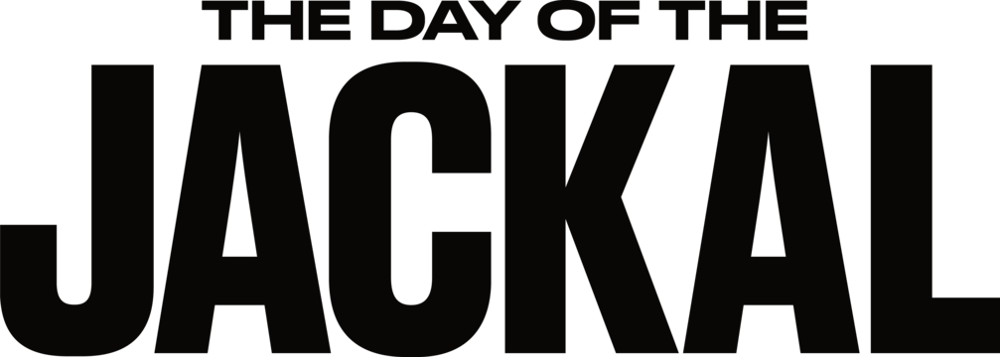 THE DAY OF THE
JACKAL